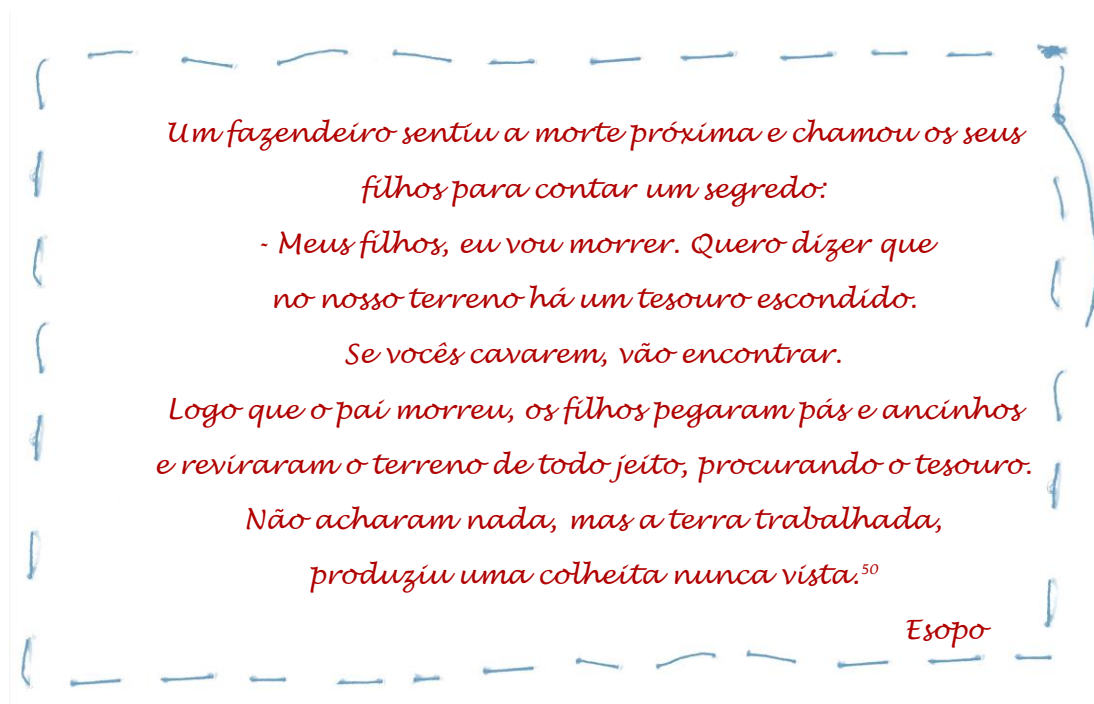 Um fazendeiro sentiu a morte próxima e chamou os seus
filhos para contar um segredo:
- Meus filhos, eu vou morrer. Quero dizer que
no nosso terreno há um tesouro escondido.
Se vocês cavarem, vão encontrar.
Logo que o pai morreu, os filhos pegaram pás e ancinhos
e reviraram o terreno de todo jeito, procurando o tesouro.
Não acharam nada, mas a terra trabalhada,
produziu uma colheita nunca vista.⁵⁰
Esopo